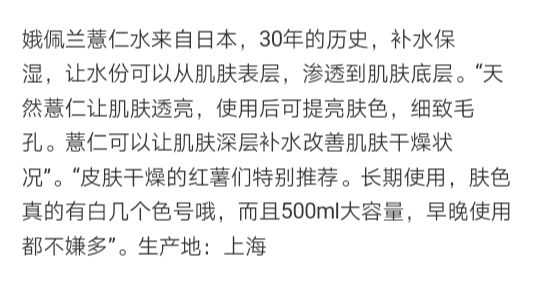 娥佩兰薏仁水来自日本，30年的历史，补水保
湿，让水份可以从肌肤表层，渗透到肌肤底层。“天
然薏仁让肌肤透亮，使用后可提亮肤色，细致毛
孔。薏仁可以让肌肤深层补水改善肌肤干燥状
况”。“皮肤干燥的红薯们特别推荐。长期使用，肤色
真的有白几个色号哦，而且500ml大容量，早晚使用
都不嫌多”。生产地：上海